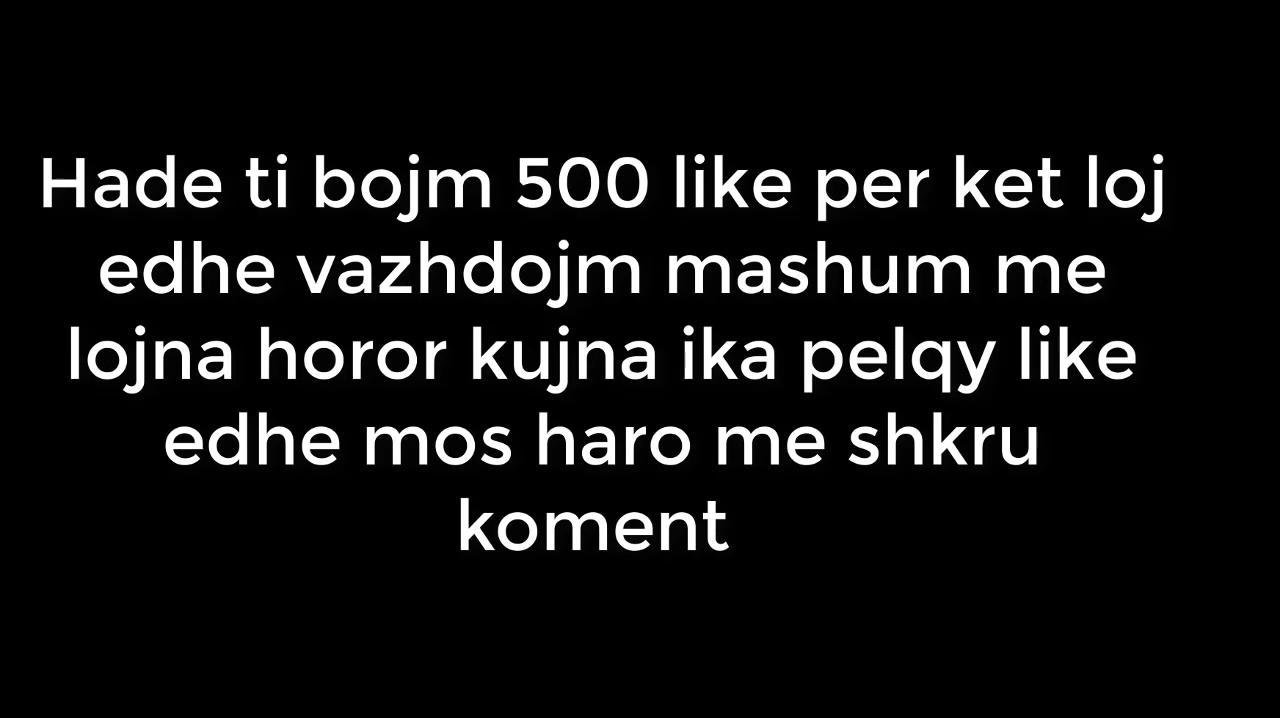 Hade ti bojm 500 like per ket loj
edhe vazhdojm mashum me
lojna horor kujna ika pelqy like
edhe mos haro me shkru
koment